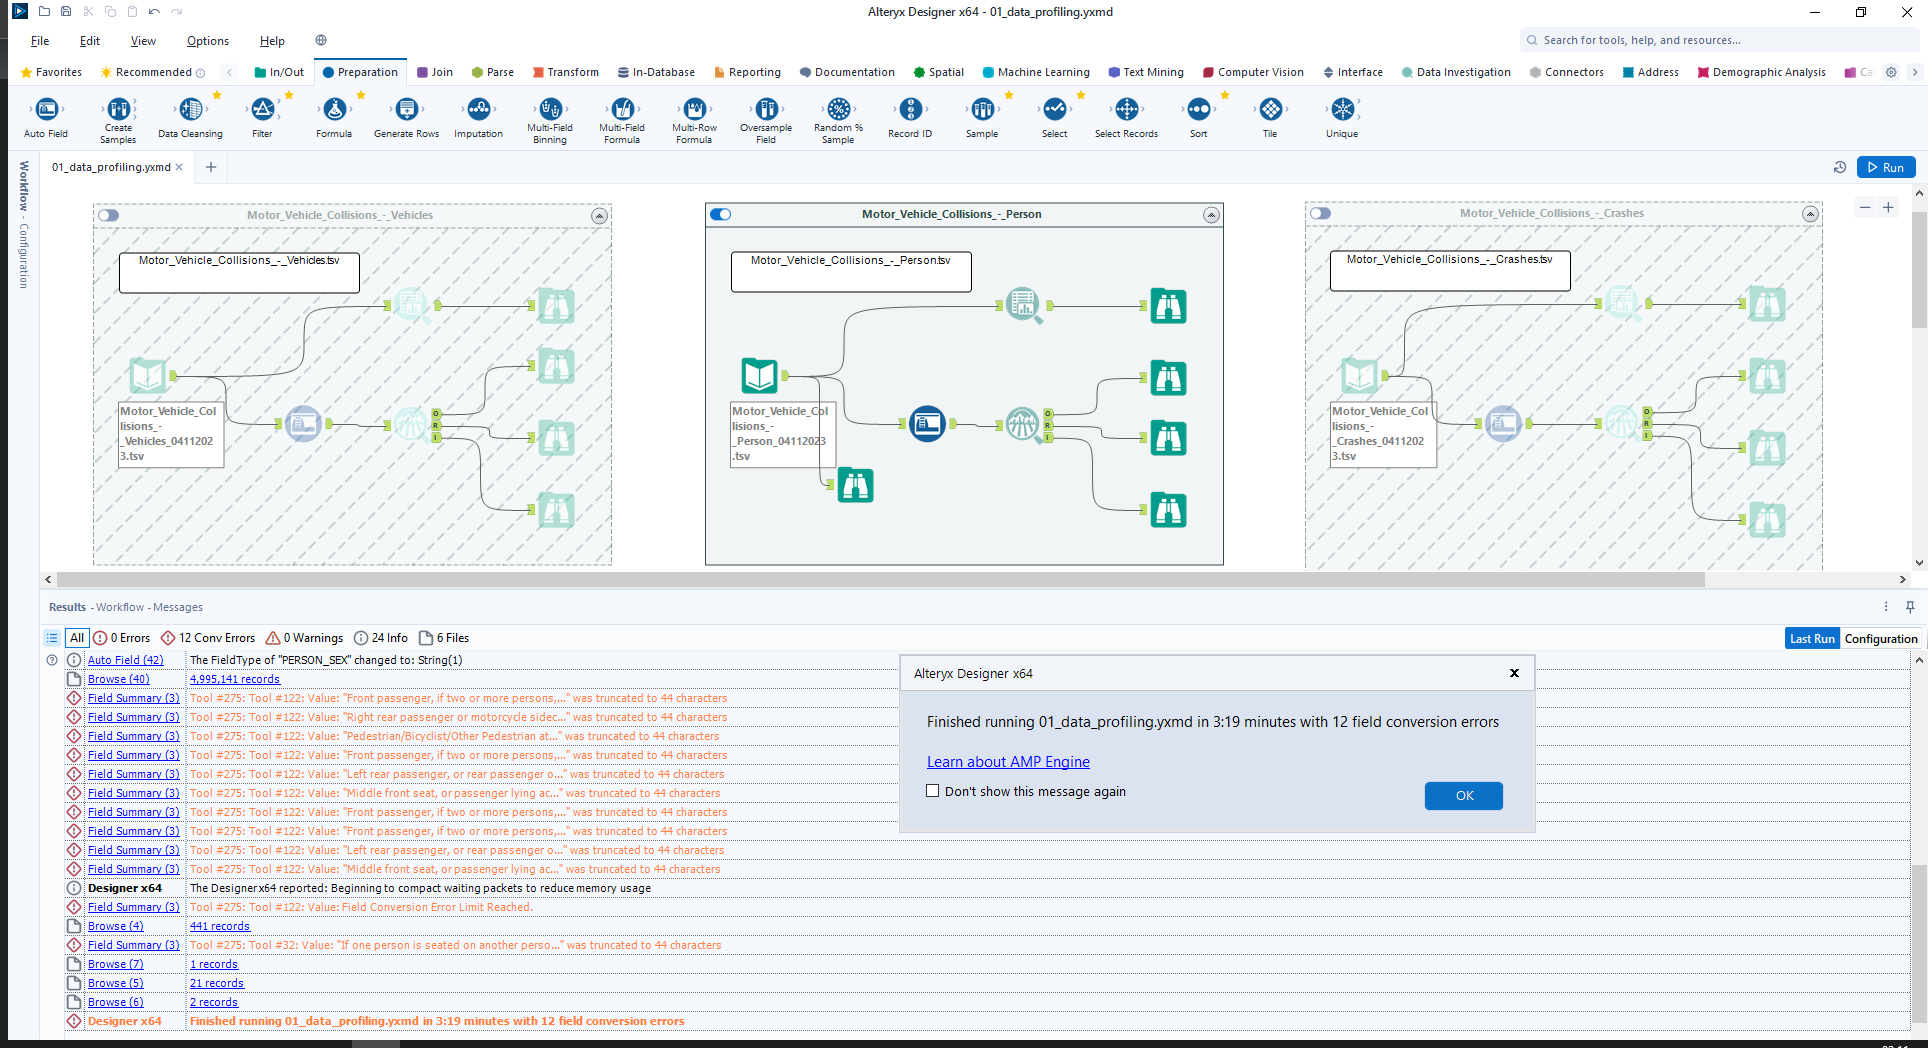 Alteryx Designer x64 - 01_data_profiling.yxmd
File Edit View Options Help
Search for tools, help, and resources...
Favorites Recommended In/Out Preparation Join Parse Transform In-Database Reporting Documentation Spatial Machine Learning Text Mining Computer Vision Interface Data Investigation Connectors Address Demographic Analysis Ca
Auto Field
Create
Samples
Data Cleansing
Filter
Formula
Generate Rows
Imputation
Multi-Field
Binning
Multi-Field
Formula
Multi-Row
Formula
Oversample
Field
Random %
Sample
Record ID
Sample
Select
Select Records
Sort
Tile
Unique
Workflow - Configuration
01_data_profiling.yxmd
Run
Motor_Vehicle_Collisions_-_Vehicles
Motor_Vehicle_Collisions_-_Vehicles.tsv
Motor_Vehicle_Col
lisions_-
_Vehicles_0411202
3.tsv
O
R
I
Motor_Vehicle_Collisions_-_Person
Motor_Vehicle_Collisions_-_Person.tsv
Motor_Vehicle_Col
lisions_-
_Person_04112023
.tsv
O
R
I
Motor_Vehicle_Collisions_-_Crashes
Motor_Vehicle_Collisions_-_Crashes.tsv
Motor_Vehicle_Col
lisions_-
_Crashes_0411202
3.tsv
O
R
I
Results - Workflow - Messages
All 0 Errors 12 Conv Errors 0 Warnings 24 Info 6 Files
Last Run Configuration
Auto Field (42) The FieldType of "PERSON_SEX" changed to: String(1)
Browse (40) 4,995,141 records
Field Summary (3) Tool #275: Tool #122: Value: "Front passenger, if two or more persons,..." was truncated to 44 characters
Field Summary (3) Tool #275: Tool #122: Value: "Right rear passenger or motorcycle sidec..." was truncated to 44 characters
Field Summary (3) Tool #275: Tool #122: Value: "Pedestrian/Bicyclist/Other Pedestrian at..." was truncated to 44 characters
Field Summary (3) Tool #275: Tool #122: Value: "Front passenger, if two or more persons,..." was truncated to 44 characters
Field Summary (3) Tool #275: Tool #122: Value: "Left rear passenger, or rear passenger o..." was truncated to 44 characters
Field Summary (3) Tool #275: Tool #122: Value: "Middle front seat, or passenger lying ac..." was truncated to 44 characters
Field Summary (3) Tool #275: Tool #122: Value: "Front passenger, if two or more persons,..." was truncated to 44 characters
Field Summary (3) Tool #275: Tool #122: Value: "Front passenger, if two or more persons,..." was truncated to 44 characters
Field Summary (3) Tool #275: Tool #122: Value: "Left rear passenger, or rear passenger o..." was truncated to 44 characters
Field Summary (3) Tool #275: Tool #122: Value: "Middle front seat, or passenger lying ac..." was truncated to 44 characters
Designer x64 The Designerx64 reported: Beginning to compact waiting packets to reduce memory usage
Field Summary (3) Tool #275: Tool #122: Value: Field Conversion Error Limit Reached.
Browse (4) 441 records
Field Summary (3) Tool #275: Tool #32: Value: "If one person is seated on another perso..." was truncated to 44 characters
Browse (7) 1 records
Browse (5) 21 records
Browse (6) 2 records
Designer x64 Finished running 01_data_profiling.yxmd in 3:19 minutes with 12 field conversion errors
Alteryx Designer x64
Finished running 01_data_profiling.yxmd in 3:19 minutes with 12 field conversion errors
Learn about AMP Engine
Don't show this message again
OK